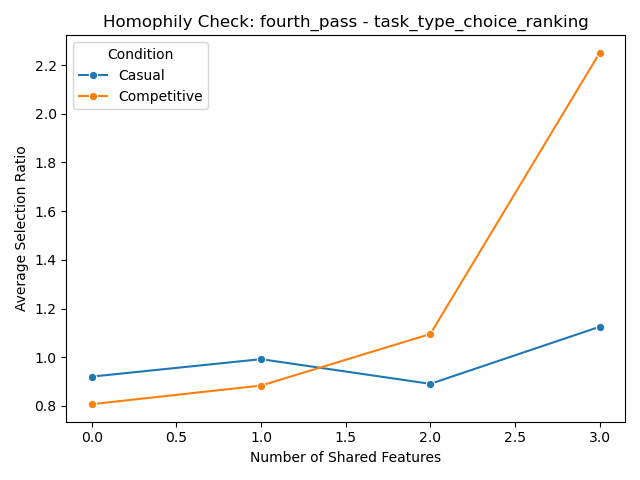 Homophily Check: fourth_pass - task_type_choice_ranking
Condition
Casual
Competitive
Average Selection Ratio
2.2
2.0
1.8
1.6
1.4
1.2
1.0
0.8
0.0 0.5 1.0 1.5 2.0 2.5 3.0
Number of Shared Features